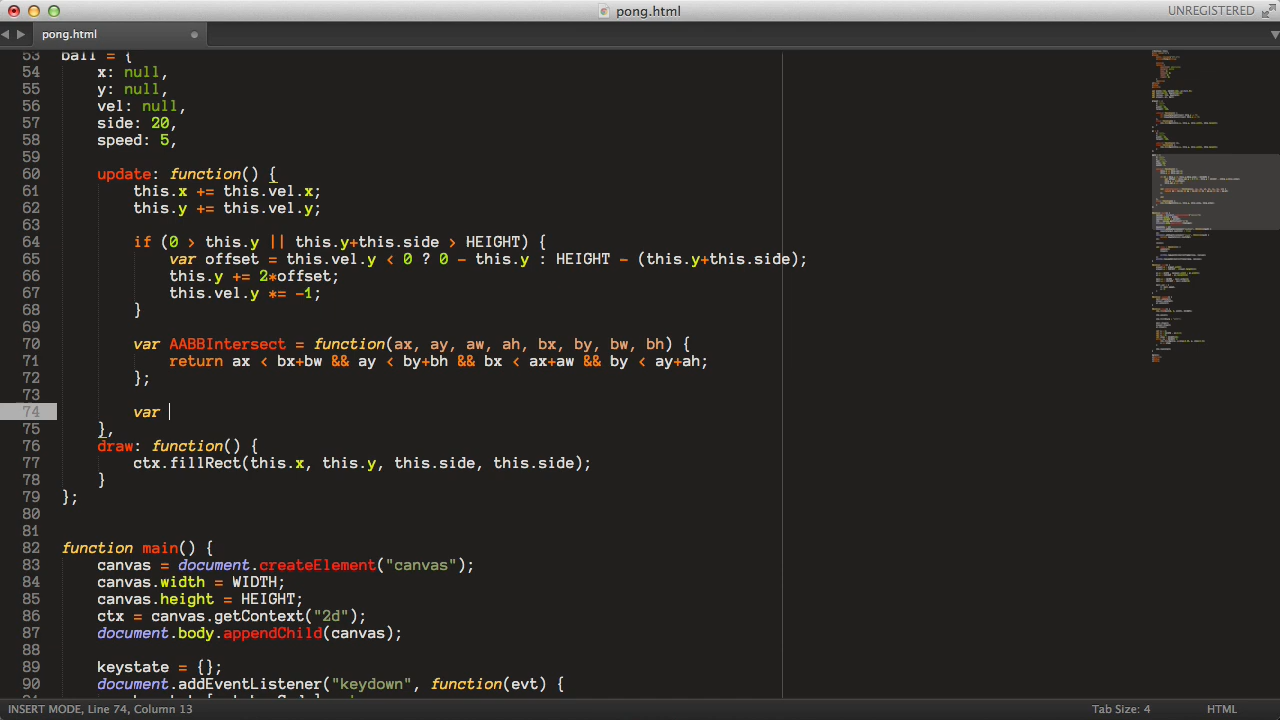 pong.html
UNREGISTERED
pong.html
53 ball = {
54 x: null,
55 y: null,
56 vel: null,
57 side: 20,
58 speed: 5,
59
60 update: function() {
61 this.x += this.vel.x;
62 this.y += this.vel.y;
63
64 if (0 > this.y || this.y+this.side > HEIGHT) {
65 var offset = this.vel.y < 0 ? 0 - this.y : HEIGHT - (this.y+this.side);
66 this.y += 2*offset;
67 this.vel.y *= -1;
68 }
69
70 var AABBIntersect = function(ax, ay, aw, ah, bx, by, bw, bh) {
71 return ax < bx+bw && ay < by+bh && bx < ax+aw && by < ay+ah;
72 };
73
74 var
75 },
76 draw: function() {
77 ctx.fillRect(this.x, this.y, this.side, this.side);
78 }
79 };
80
81
82 function main() {
83 canvas = document.createElement("canvas");
84 canvas.width = WIDTH;
85 canvas.height = HEIGHT;
86 ctx = canvas.getContext("2d");
87 document.body.appendChild(canvas);
88
89 keystate = {};
90 document.addEventListener("keydown", function(evt) {
INSERT MODE, Line 74, Column 13
Tab Size: 4
HTML